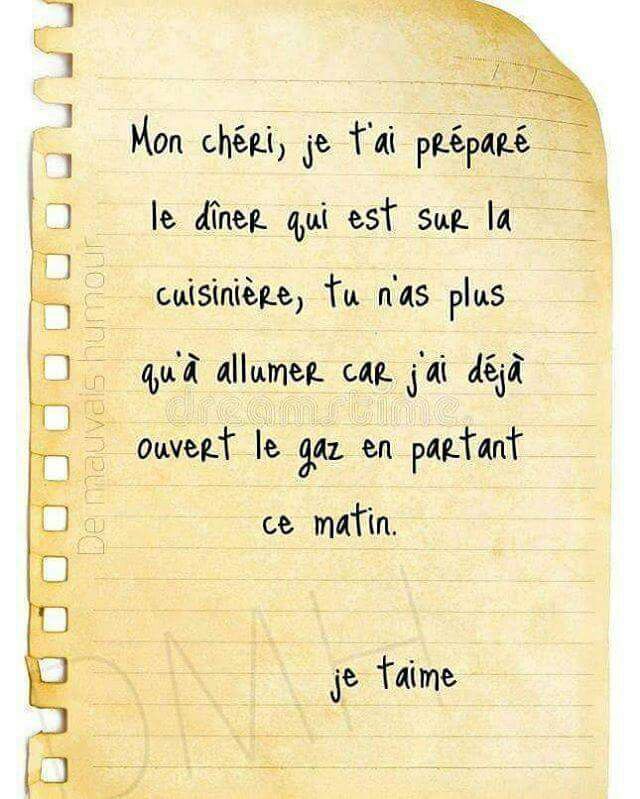 Mon chéri, je t'ai préparé
le dîner qui est sur la
cuisinière, tu n'as plus
qu'à allumer car j'ai déjà
ouvert le gaz en partant
ce matin.
je taime
De mauvais humour
dreamstime
DMH